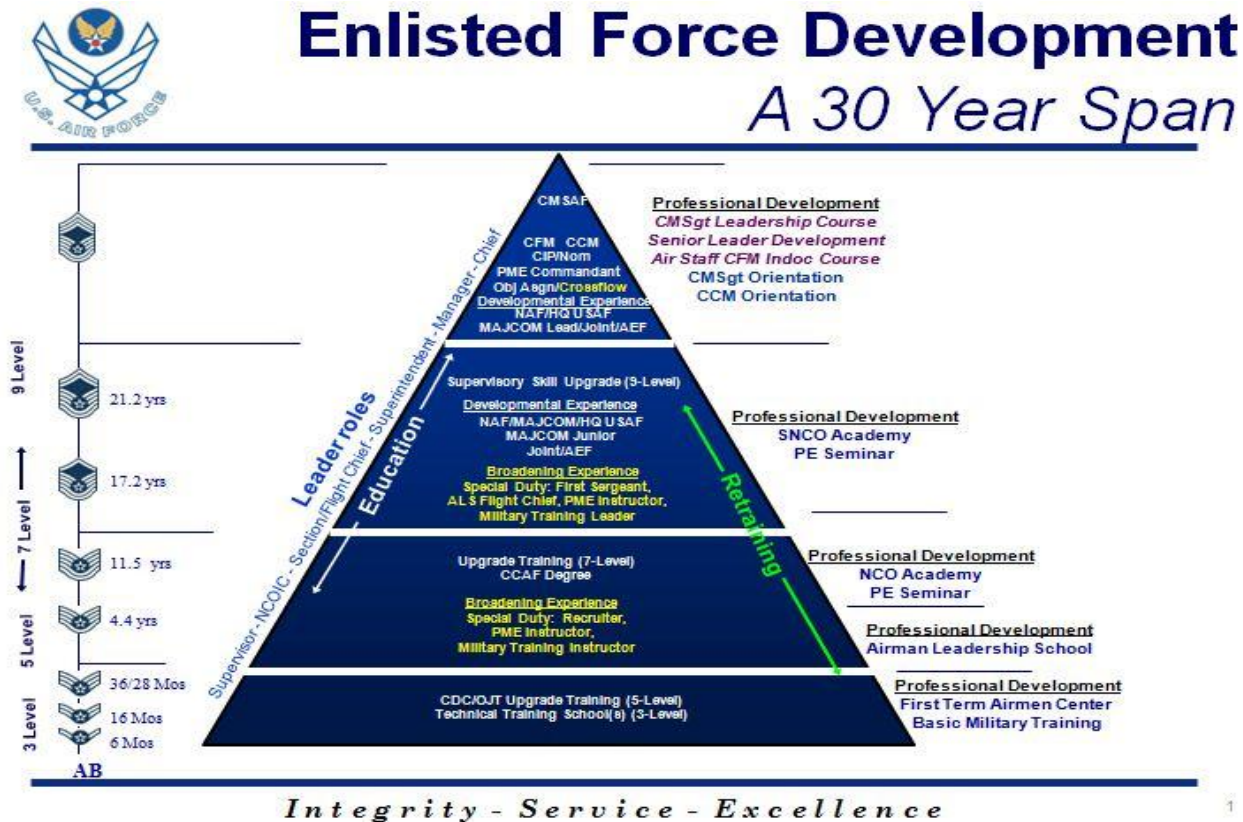 U.S. AIR FORCE
Enlisted Force Development
A 30 Year Span
9 Level
7 Level
5 Level
3 Level
21.2 yrs
17.2 yrs
11.5 yrs
4.4 yrs
36/28 Mos
16 Mos
6 Mos
AB
Leader roles
Supervisor - NCOIC - Section/Flight Chief - Superintendent - Manager - Chief
Education
Retraining
CMSAF
CFM CCM
CIP/Nom
PME Commandant
Obj Asgn/Crossflow
Developmental Experience
NAF/HQ USAF
MAJCOM Lead/Joint/AEF
Supervisory Skill Upgrade (9-Level)
Developmental Experience
NAF/MAJCOM/HQ USAF
MAJCOM Junior
Joint/AEF
Broadening Experience
Special Duty: First Sergeant,
ALS Flight Chief, PME Instructor,
Military Training Leader
Upgrade Training (7-Level)
CCAF Degree
Broadening Experience
Special Duty: Recruiter,
PME Instructor,
Military Training Instructor
CDC/OJT Upgrade Training (5-Level)
Technical Training School(s) (3-Level)
Professional Development
CMSgt Leadership Course
Senior Leader Development
Air Staff CFM Indoc Course
CMSgt Orientation
CCM Orientation
Professional Development
SNCO Academy
PE Seminar
Professional Development
NCO Academy
PE Seminar
Professional Development
Airman Leadership School
Professional Development
First Term Airmen Center
Basic Military Training
Integrity - Service - Excellence
1